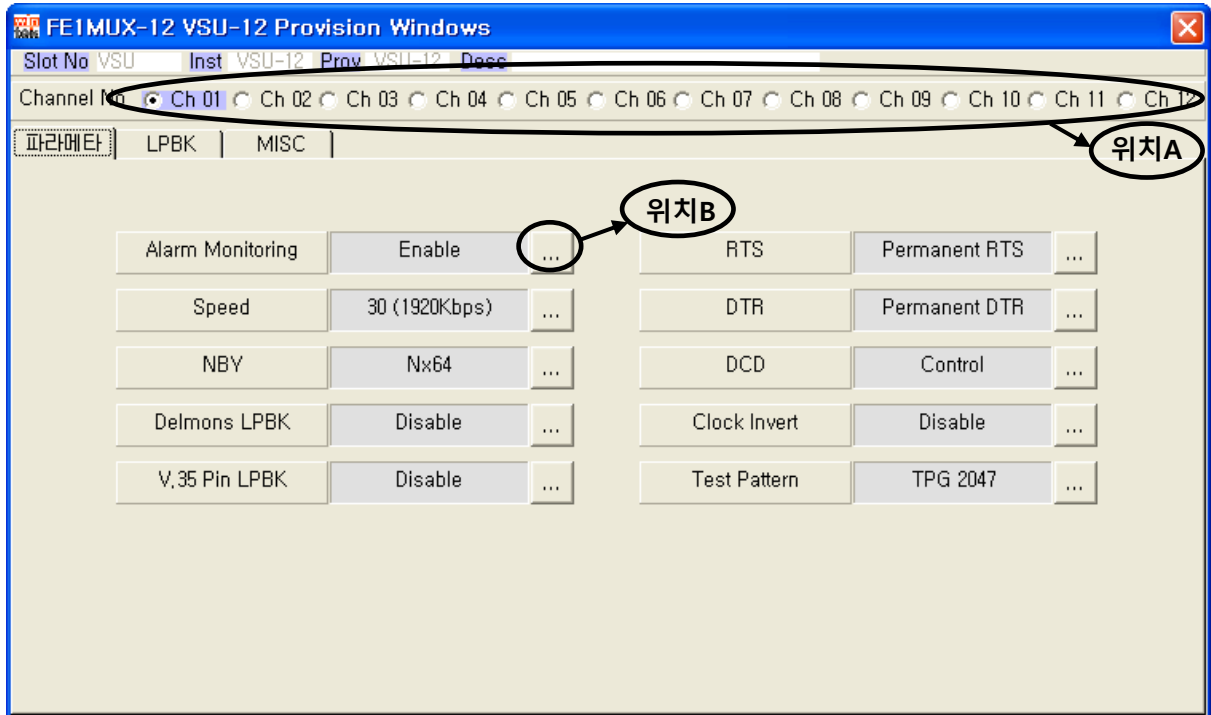 FE1MUX-12 VSU-12 Provision Windows
Slot No VSU Inst VSU-12 Prov VSU-12 Desc
Channel No Ch 01 Ch 02 Ch 03 Ch 04 Ch 05 Ch 06 Ch 07 Ch 08 Ch 09 Ch 10 Ch 11 Ch 12
파라메타 LPBK MISC
위치A
위치B
Alarm Monitoring Enable ... RTS Permanent RTS ...
Speed 30 (1920Kbps) ... DTR Permanent DTR ...
NBY Nx64 ... DCD Control ...
Delmons LPBK Disable ... Clock Invert Disable ...
V.35 Pin LPBK Disable ... Test Pattern TPG 2047 ...